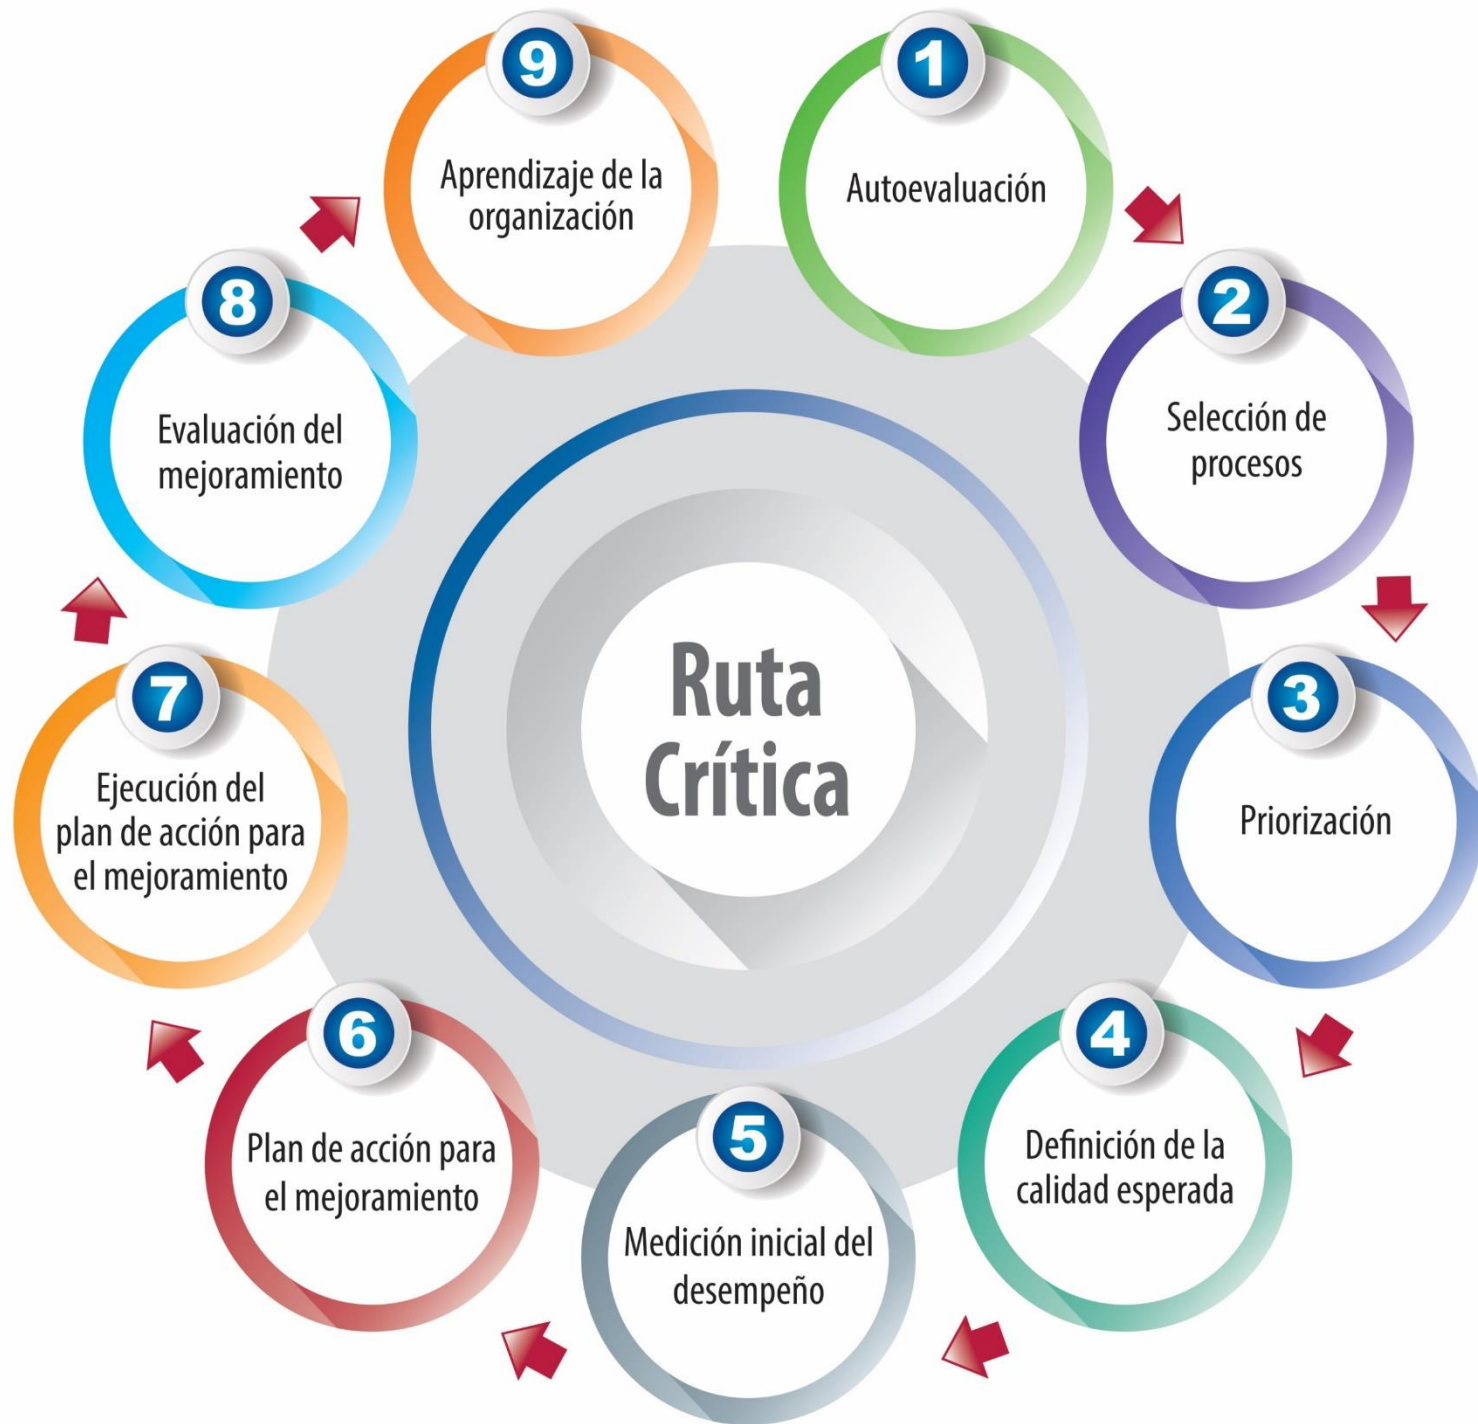 Ruta
Crítica
1
Autoevaluación
2
Selección de
procesos
3
Priorización
4
Definición de la
calidad esperada
5
Medición inicial del
desempeño
6
Plan de acción para
el mejoramiento
7
Ejecución del
plan de acción para
el mejoramiento
8
Evaluación del
mejoramiento
9
Aprendizaje de la
organización